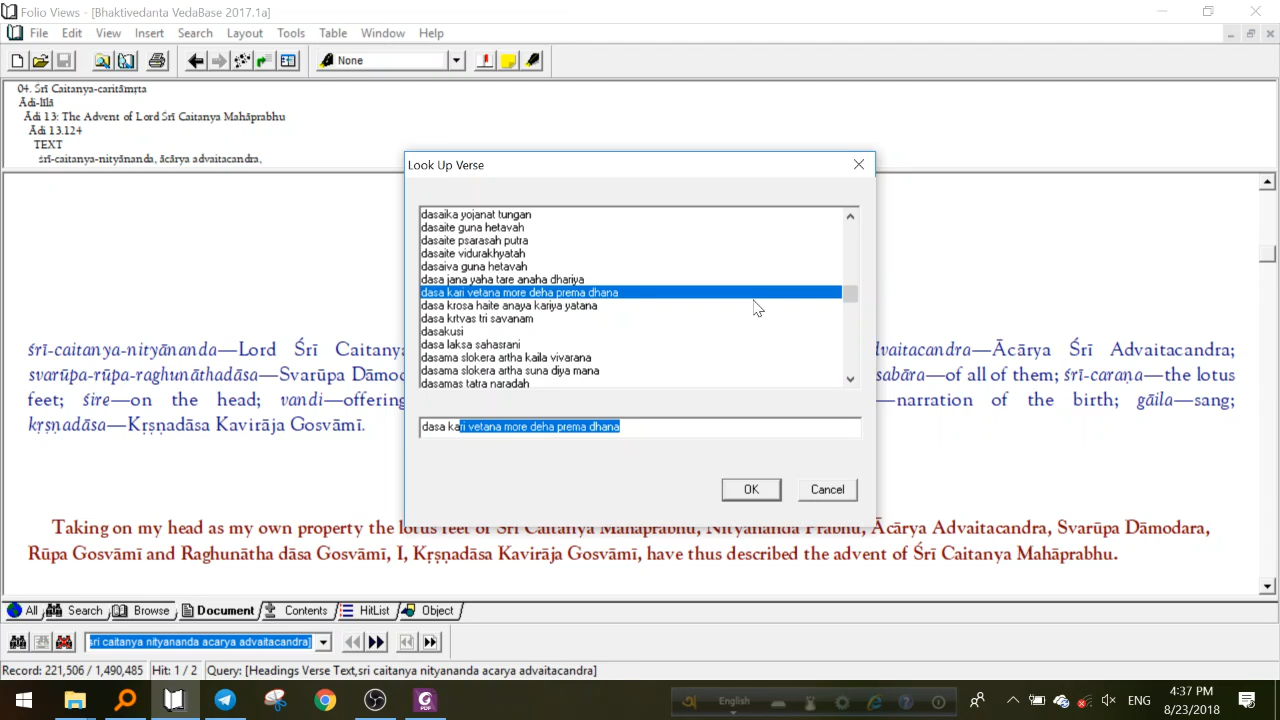 Folio Views - [Bhaktivedanta VedaBase 2017.1a]
File Edit View Insert Search Layout Tools Table Window Help
None
04. Śrī Caitanya-caritāmṛta
Ādi-līlā
Ādi 13: The Advent of Lord Śrī Caitanya Mahāprabhu
Ādi 13.124
TEXT
śrī-caitanya-nityānanda, ācārya advaitacandra,
Look Up Verse
dasaika yojanat tungan
dasaite guna hetavah
dasaite psarasah putra
dasaite vidurakhyatah
dasaiva guna hetavah
dasa jana yaha tare anaha dhariya
dasa kari vetana more deha prema dhana
dasa krosa haite anaya kariya yatana
dasa krtvas tri savanam
dasakusi
dasa laksa sahasrani
dasama slokera artha kaila vivarana
dasama slokera artha suna diya mana
dasamas tatra naradah
dasa kari vetana more deha prema dhana
OK Cancel
śrī-caitanya-nityānanda—Lord Śrī Caitanya advaitacandra—Ācārya Śrī Advaitacandra;
svarūpa-rūpa-raghunāthadāsa—Svarūpa Dāmod sabāra—of all of them; śrī-caraṇa—the lotus
feet; śire—on the head; vandi—offering —narration of the birth; gāila—sang;
kṛṣṇadāsa—Kṛṣṇadāsa Kavirāja Gosvāmī.
Taking on my head as my own property the lotus feet of Śrī Caitanya Mahāprabhu, Nityānanda Prabhu, Ācārya Advaitacandra, Svarūpa Dāmodara,
Rūpa Gosvāmī and Raghunātha dāsa Gosvāmī, I, Kṛṣṇadāsa Kavirāja Gosvāmī, have thus described the advent of Śrī Caitanya Mahāprabhu.
All Search Browse Document Contents HitList Object
sri caitanya nityananda acarya advaitacandra]
Record: 221,506 / 1,490,485 Hit: 1 / 2 Query: [Headings Verse Text,sri caitanya nityananda acarya advaitacandra]
English
ENG
4:37 PM
8/23/2018